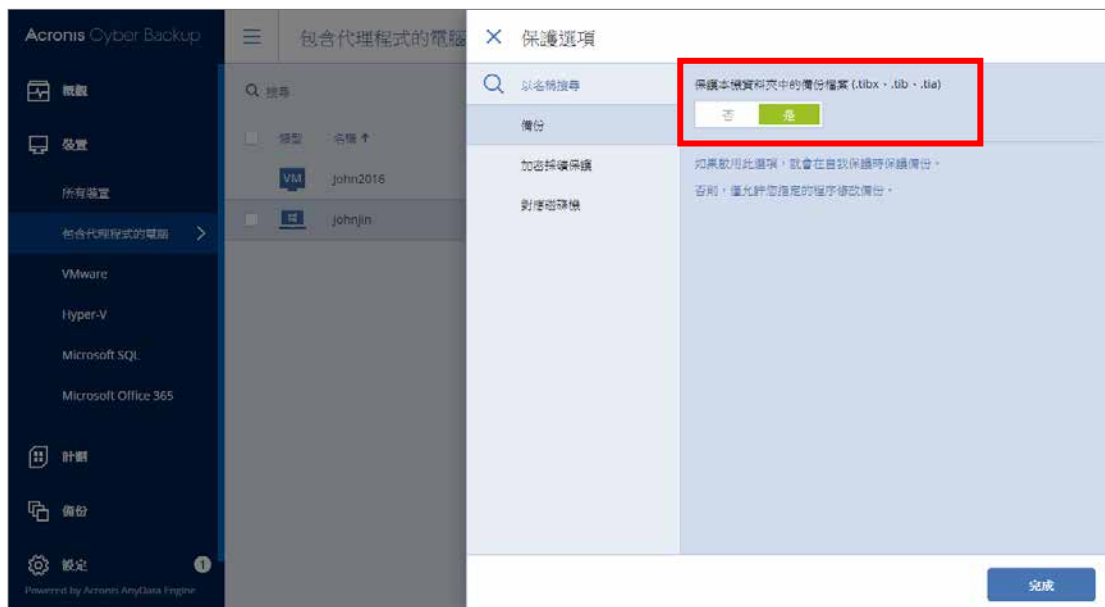 Acronis Cyber Backup
概觀
裝置
所有裝置
包含代理程式的電腦
VMware
Hyper-V
Microsoft SQL
Microsoft Office 365
計劃
備份
設定
1
Powered by Acronis AnyData Engine
包含代理程式的電腦
搜尋
類型
名稱
VM
John2016
johnjin
保護選項
以名稱搜尋
備份
加密採礦保護
對應磁碟機
保護本機資料夾中的備份檔案 (.tibx、.tib、.tia)
否
是
如果啟用此選項，就會在自我保護時保護備份。
否則，僅允許您指定的程序修改備份。
完成